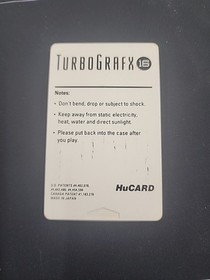 TURBOGRAFX 16
Notes:
• Don't bend, drop or subject to shock.
• Keep away from static electricity,
heat, water and direct sunlight.
• Please put back into the case after
you play.
U.S. PATENTS
MADE IN JAPAN
HuCARD